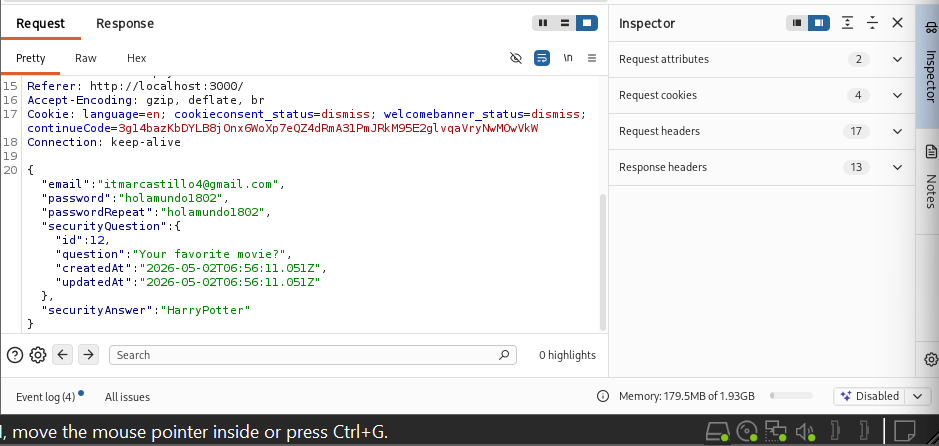 Request
Response
Inspector
Pretty
Raw
Hex
\n
Request attributes
2
Request cookies
4
Request headers
17
Response headers
13
Inspector
Notes
15 Referer: http://localhost:3000/
16 Accept-Encoding: gzip, deflate, br
17 Cookie: language=en; cookieconsent_status=dismiss; welcomebanner_status=dismiss;
continueCode=3g14bazKbDYLB8jOnx6WoXp7eQZ4dRmA31PmJRkM95E2glvqaVryNwMOwVkW
18 Connection: keep-alive
19
20 {
"email":"itmarcastillo4@gmail.com",
"password":"holamundo1802",
"passwordRepeat":"holamundo1802",
"securityQuestion":{
"id":12,
"question":"Your favorite movie?",
"createdAt":"2026-05-02T06:56:11.051Z",
"updatedAt":"2026-05-02T06:56:11.051Z"
},
"securityAnswer":"HarryPotter"
}
Search
0 highlights
Event log (4)
All issues
Memory: 179.5MB of 1.93GB
Disabled
, move the mouse pointer inside or press Ctrl+G.